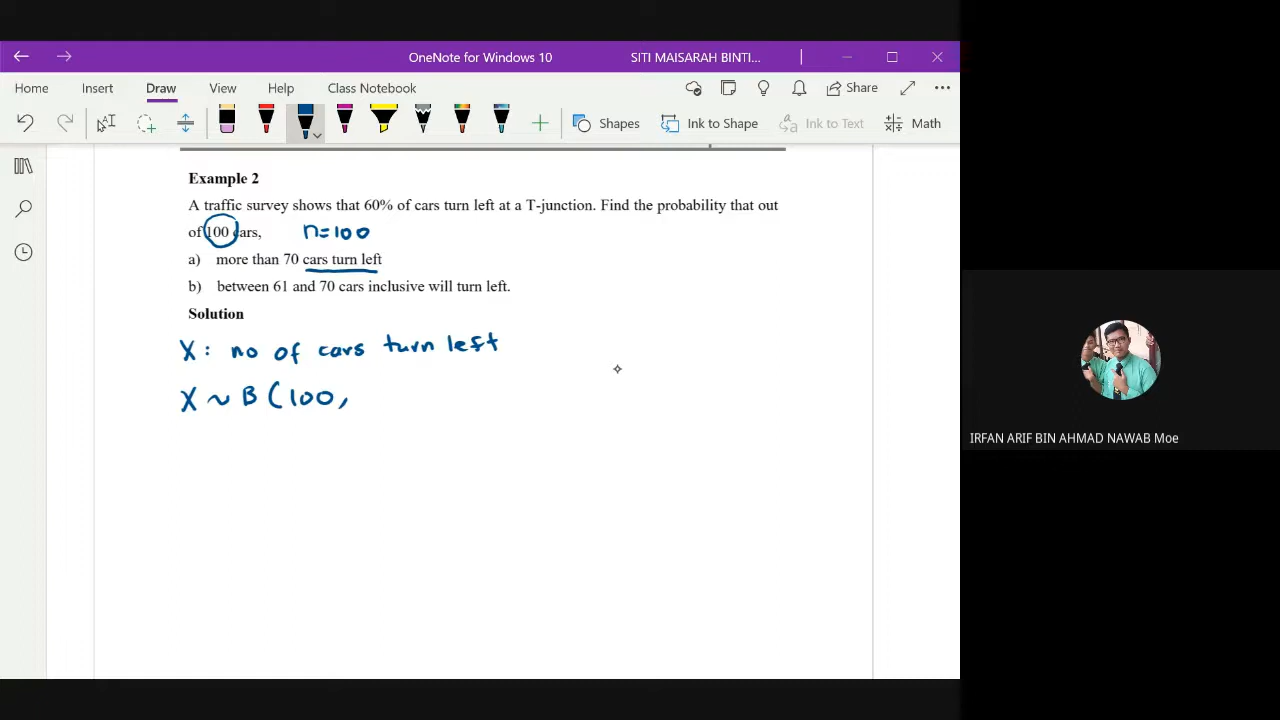 OneNote for Windows 10 SITI MAISARAH BINTI...
Home Insert Draw View Help Class Notebook Share
Shapes Ink to Shape Ink to Text Math
Example 2
A traffic survey shows that 60% of cars turn left at a T-junction. Find the probability that out
of 100 cars, n=100
a) more than 70 cars turn left
b) between 61 and 70 cars inclusive will turn left.
Solution
X: no of cars turn left
X ~ B (100,
IRFAN ARIF BIN AHMAD NAWAB Moe